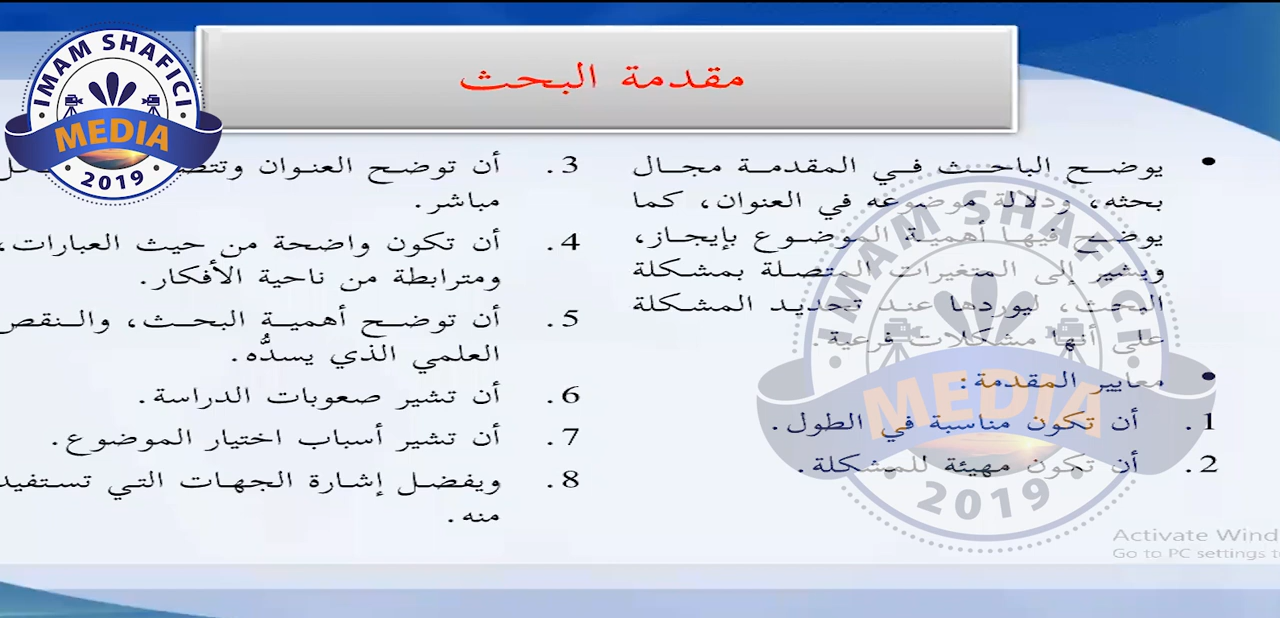 مقدمة البحث
• يوضح الباحث في المقدمة مجال
بحثه، ودلالة موضوعه في العنوان، كما
يوضح فيها أهمية الموضوع بإيجاز،
ويشير إلى المتغيرات المتصلة بمشكلة
البحث، ليوردها عند تحديد المشكلة
على أنها مشكلات فرعية.
• معايير المقدمة:
1. أن تكون مناسبة في الطول.
2. أن تكون مهيئة للمشكلة.
3. أن توضح العنوان
مباشر.
4. أن تكون واضحة من حيث العبارات،
ومترابطة من ناحية الأفكار.
5. أن توضح أهمية البحث، والنقص
العلمي الذي يسدُّه.
6. أن تشير صعوبات الدراسة.
7. أن تشير أسباب اختيار الموضوع.
8. ويفضل إشارة الجهات التي تستفيد
منه.
IMAM SHAFICI
MEDIA
2019
IMAM SHAFICI
MEDIA
2019
Activate Wind
Go to PC settings t